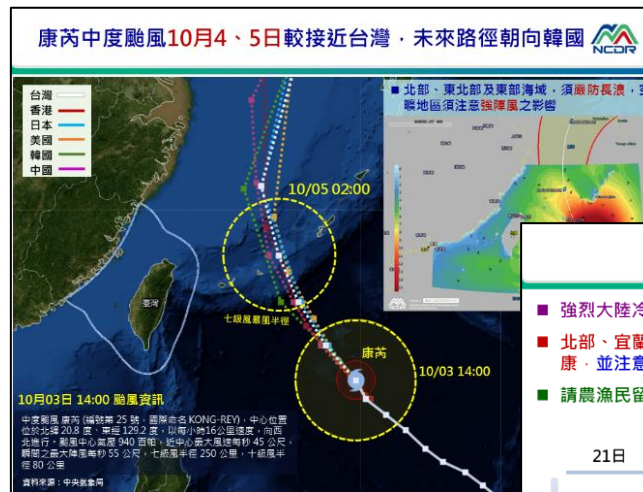 康芮中度颱風10月4、5日較接近台灣，未來路徑朝向韓國
NCDR
台灣
香港
日本
美國
韓國
中國
■ 北部、東北部及東部海域，須嚴防長浪，空
曠地區須注意強陣風之影響
10/05 02:00
臺灣
七級風暴風半徑
康芮
10/03 14:00
10月03日 14:00 颱風資訊
中度颱風 康芮 (編號第 25 號，國際命名 KONG-REY)，中心位置
位於北緯 20.8 度、東經 129.2 度，以每小時16公里速度，向西
北進行。颱風中心氣壓 940 百帕，近中心最大風速每秒 45 公尺，
瞬間之最大陣風每秒 55 公尺，七級風半徑 250 公里，十級風半
徑 80 公里
資料來源：中央氣象局
■ 強烈大陸冷
■ 北部、宜蘭
康，並注意
■ 請農漁民留
21日